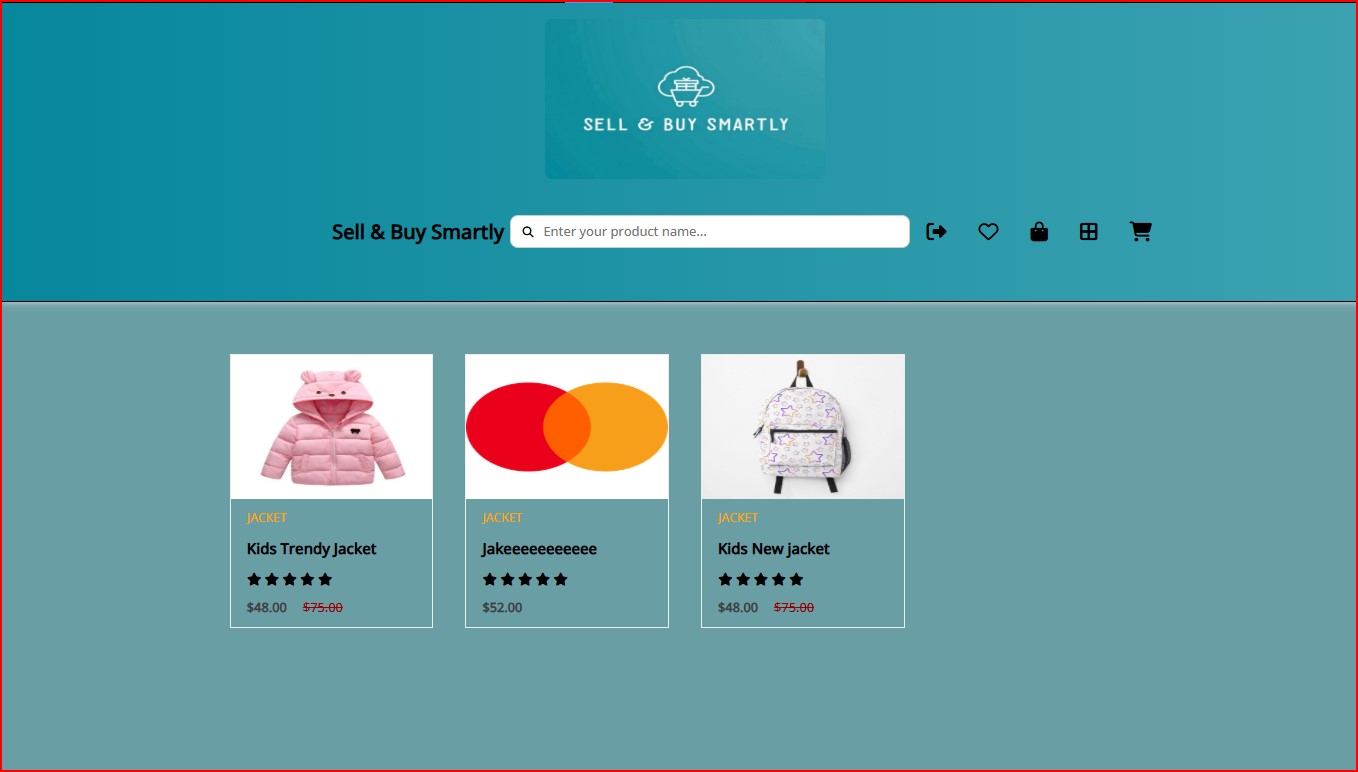 SELL & BUY SMARTLY
Sell & Buy Smartly
Enter your product name...
JACKET
Kids Trendy Jacket
$48.00 $75.00
JACKET
Jakeeeeeeeeeee
$52.00
JACKET
Kids New jacket
$48.00 $75.00